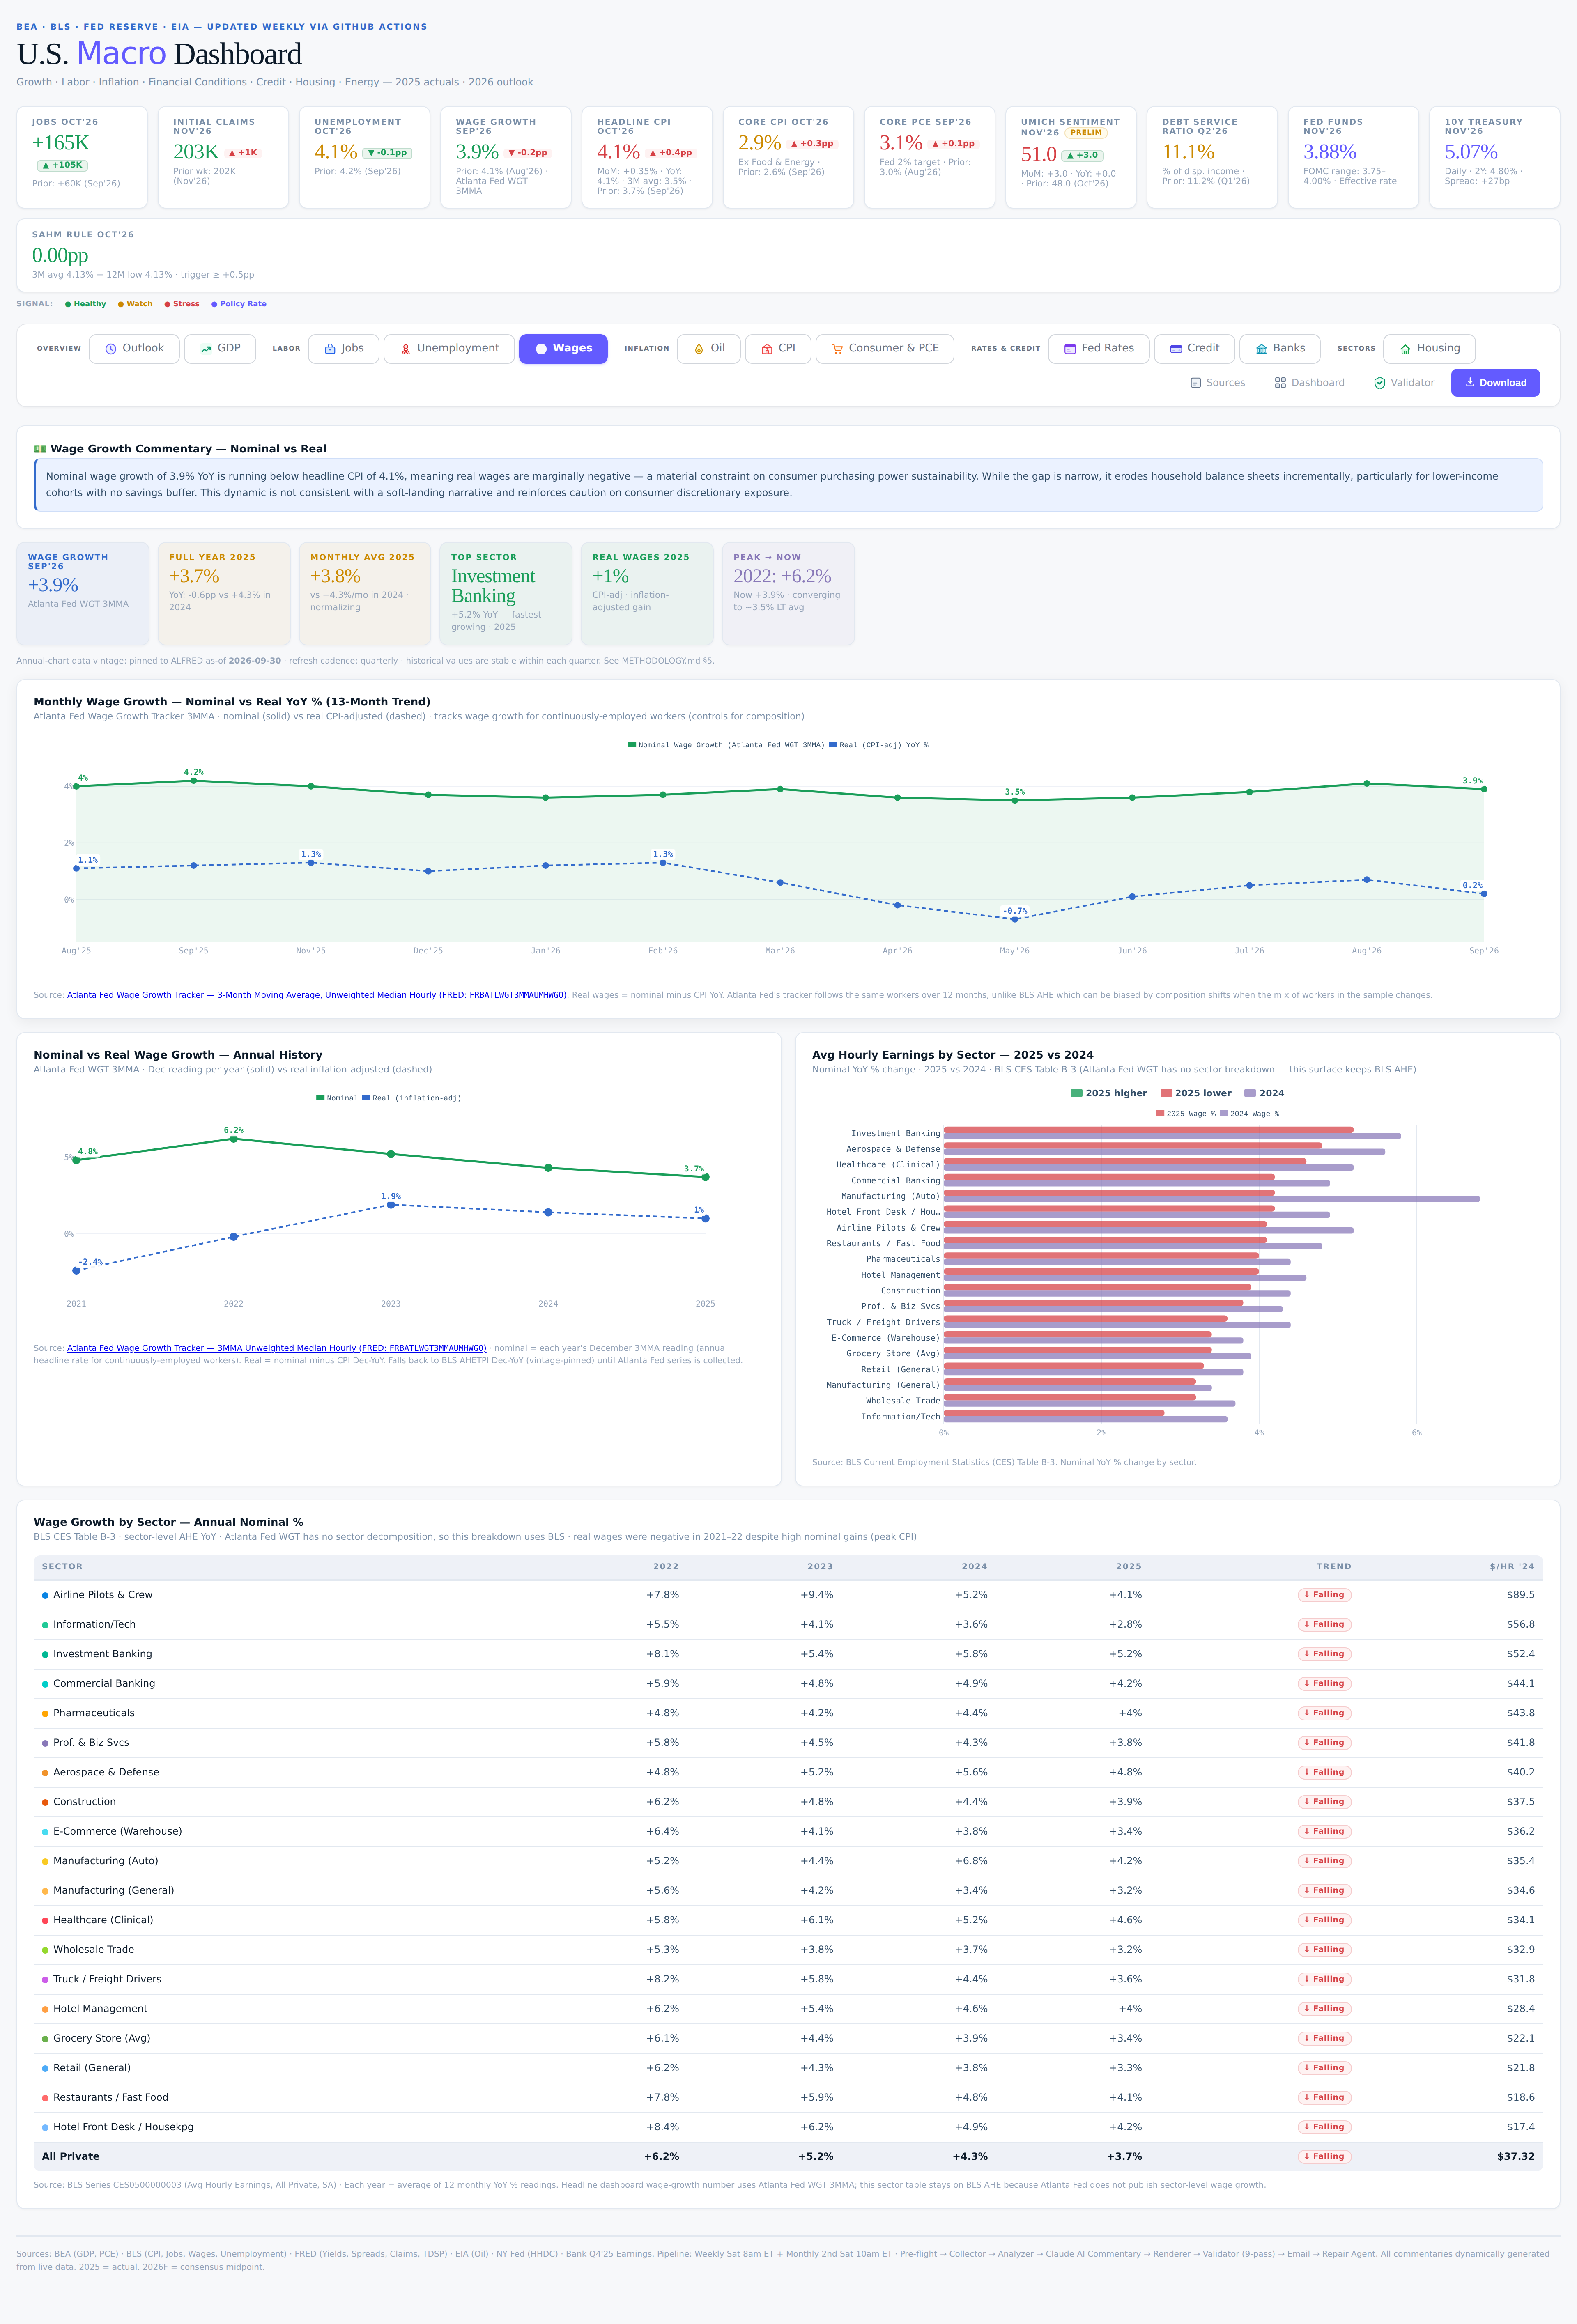 BEA · BLS · FED RESERVE · EIA — UPDATED WEEKLY VIA GITHUB ACTIONS
U.S. Macro Dashboard
Growth · Labor · Inflation · Financial Conditions · Credit · Housing · Energy — 2025 actuals · 2026 outlook
JOBS OCT'26
+165K
▲ +105K
Prior: +60K (Sep'26)
INITIAL CLAIMS
NOV'26
203K ▲ +1K
Prior wk: 202K
(Nov'26)
UNEMPLOYMENT
OCT'26
4.1% ▼ -0.1pp
Prior: 4.2% (Sep'26)
WAGE GROWTH
SEP'26
3.9% ▼ -0.2pp
Prior: 4.1% (Aug'26) ·
Atlanta Fed WGT
3MMA
HEADLINE CPI
OCT'26
4.1% ▲ +0.4pp
MoM: +0.35% · YoY:
4.1% · 3M avg: 3.5% ·
Prior: 3.7% (Sep'26)
CORE CPI OCT'26
2.9% ▲ +0.3pp
Ex Food & Energy ·
Prior: 2.6% (Sep'26)
CORE PCE SEP'26
3.1% ▲ +0.1pp
Fed 2% target · Prior:
3.0% (Aug'26)
UMICH SENTIMENT
NOV'26 PRELIM
51.0 ▲ +3.0
MoM: +3.0 · YoY: +0.0
· Prior: 48.0 (Oct'26)
DEBT SERVICE
RATIO Q2'26
11.1%
% of disp. income ·
Prior: 11.2% (Q1'26)
FED FUNDS
NOV'26
3.88%
FOMC range: 3.75–
4.00% · Effective rate
10Y TREASURY
NOV'26
5.07%
Daily · 2Y: 4.80% ·
Spread: +27bp
SAHM RULE OCT'26
0.00pp
3M avg 4.13% − 12M low 4.13% · trigger ≥ +0.5pp
SIGNAL: ● Healthy ● Watch ● Stress ● Policy Rate
OVERVIEW Outlook GDP LABOR Jobs Unemployment Wages INFLATION Oil CPI Consumer & PCE RATES & CREDIT Fed Rates Credit Banks SECTORS Housing
Sources Dashboard Validator Download
💵 Wage Growth Commentary — Nominal vs Real
Nominal wage growth of 3.9% YoY is running below headline CPI of 4.1%, meaning real wages are marginally negative — a material constraint on consumer purchasing power sustainability. While the gap is narrow, it erodes household balance sheets incrementally, particularly for lower-income
cohorts with no savings buffer. This dynamic is not consistent with a soft-landing narrative and reinforces caution on consumer discretionary exposure.
WAGE GROWTH
SEP'26
+3.9%
Atlanta Fed WGT 3MMA
FULL YEAR 2025
+3.7%
YoY: -0.6pp vs +4.3% in
2024
MONTHLY AVG 2025
+3.8%
vs +4.3%/mo in 2024 ·
normalizing
TOP SECTOR
Investment
Banking
+5.2% YoY — fastest
growing · 2025
REAL WAGES 2025
+1%
CPI-adj · inflation-
adjusted gain
PEAK → NOW
2022: +6.2%
Now +3.9% · converging
to ~3.5% LT avg
Annual-chart data vintage: pinned to ALFRED as-of 2026-09-30 · refresh cadence: quarterly · historical values are stable within each quarter. See METHODOLOGY.md §5.
Monthly Wage Growth — Nominal vs Real YoY % (13-Month Trend)
Atlanta Fed Wage Growth Tracker 3MMA · nominal (solid) vs real CPI-adjusted (dashed) · tracks wage growth for continuously-employed workers (controls for composition)
Nominal Wage Growth (Atlanta Fed WGT 3MMA) Real (CPI-adj) YoY %
4% 4.2% 3.5% 3.9%
4%
2%
1.1% 1.3% 1.3% -0.7% 0.2%
0%
Aug'25 Sep'25 Nov'25 Dec'25 Jan'26 Feb'26 Mar'26 Apr'26 May'26 Jun'26 Jul'26 Aug'26 Sep'26
Source: Atlanta Fed Wage Growth Tracker — 3-Month Moving Average, Unweighted Median Hourly (FRED: FRBATLWGT3MMAUMHWGO). Real wages = nominal minus CPI YoY. Atlanta Fed's tracker follows the same workers over 12 months, unlike BLS AHE which can be biased by composition shifts when the mix of workers in the sample changes.
Nominal vs Real Wage Growth — Annual History
Atlanta Fed WGT 3MMA · Dec reading per year (solid) vs real inflation-adjusted (dashed)
Nominal Real (inflation-adj)
4.8% 6.2% 3.7%
5%
1.9% 1%
0%
-2.4%
2021 2022 2023 2024 2025
Source: Atlanta Fed Wage Growth Tracker — 3MMA Unweighted Median Hourly (FRED: FRBATLWGT3MMAUMHWGO) · nominal = each year's December 3MMA reading (annual
headline rate for continuously-employed workers). Real = nominal minus CPI Dec-YoY. Falls back to BLS AHETPI Dec-YoY (vintage-pinned) until Atlanta Fed series is collected.
Avg Hourly Earnings by Sector — 2025 vs 2024
Nominal YoY % change · 2025 vs 2024 · BLS CES Table B-3 (Atlanta Fed WGT has no sector breakdown — this surface keeps BLS AHE)
2025 higher 2025 lower 2024
2025 Wage % 2024 Wage %
Investment Banking
Aerospace & Defense
Healthcare (Clinical)
Commercial Banking
Manufacturing (Auto)
Hotel Front Desk / Hou…
Airline Pilots & Crew
Restaurants / Fast Food
Pharmaceuticals
Hotel Management
Construction
Prof. & Biz Svcs
Truck / Freight Drivers
E-Commerce (Warehouse)
Grocery Store (Avg)
Retail (General)
Manufacturing (General)
Wholesale Trade
Information/Tech
0% 2% 4% 6%
Source: BLS Current Employment Statistics (CES) Table B-3. Nominal YoY % change by sector.
Wage Growth by Sector — Annual Nominal %
BLS CES Table B-3 · sector-level AHE YoY · Atlanta Fed WGT has no sector decomposition, so this breakdown uses BLS · real wages were negative in 2021–22 despite high nominal gains (peak CPI)
SECTOR 2022 2023 2024 2025 TREND $/HR '24
Airline Pilots & Crew +7.8% +9.4% +5.2% +4.1% ↓ Falling $89.5
Information/Tech +5.5% +4.1% +3.6% +2.8% ↓ Falling $56.8
Investment Banking +8.1% +5.4% +5.8% +5.2% ↓ Falling $52.4
Commercial Banking +5.9% +4.8% +4.9% +4.2% ↓ Falling $44.1
Pharmaceuticals +4.8% +4.2% +4.4% +4% ↓ Falling $43.8
Prof. & Biz Svcs +5.8% +4.5% +4.3% +3.8% ↓ Falling $41.8
Aerospace & Defense +4.8% +5.2% +5.6% +4.8% ↓ Falling $40.2
Construction +6.2% +4.8% +4.4% +3.9% ↓ Falling $37.5
E-Commerce (Warehouse) +6.4% +4.1% +3.8% +3.4% ↓ Falling $36.2
Manufacturing (Auto) +5.2% +4.4% +6.8% +4.2% ↓ Falling $35.4
Manufacturing (General) +5.6% +4.2% +3.4% +3.2% ↓ Falling $34.6
Healthcare (Clinical) +5.8% +6.1% +5.2% +4.6% ↓ Falling $34.1
Wholesale Trade +5.3% +3.8% +3.7% +3.2% ↓ Falling $32.9
Truck / Freight Drivers +8.2% +5.8% +4.4% +3.6% ↓ Falling $31.8
Hotel Management +6.2% +5.4% +4.6% +4% ↓ Falling $28.4
Grocery Store (Avg) +6.1% +4.4% +3.9% +3.4% ↓ Falling $22.1
Retail (General) +6.2% +4.3% +3.8% +3.3% ↓ Falling $21.8
Restaurants / Fast Food +7.8% +5.9% +4.8% +4.1% ↓ Falling $18.6
Hotel Front Desk / Housekpg +8.4% +6.2% +4.9% +4.2% ↓ Falling $17.4
All Private +6.2% +5.2% +4.3% +3.7% ↓ Falling $37.32
Source: BLS Series CES0500000003 (Avg Hourly Earnings, All Private, SA) · Each year = average of 12 monthly YoY % readings. Headline dashboard wage-growth number uses Atlanta Fed WGT 3MMA; this sector table stays on BLS AHE because Atlanta Fed does not publish sector-level wage growth.
Sources: BEA (GDP, PCE) · BLS (CPI, Jobs, Wages, Unemployment) · FRED (Yields, Spreads, Claims, TDSP) · EIA (Oil) · NY Fed (HHDC) · Bank Q4'25 Earnings. Pipeline: Weekly Sat 8am ET + Monthly 2nd Sat 10am ET · Pre-flight → Collector → Analyzer → Claude AI Commentary → Renderer → Validator (9-pass) → Email → Repair Agent. All commentaries dynamically generated
from live data. 2025 = actual. 2026F = consensus midpoint.